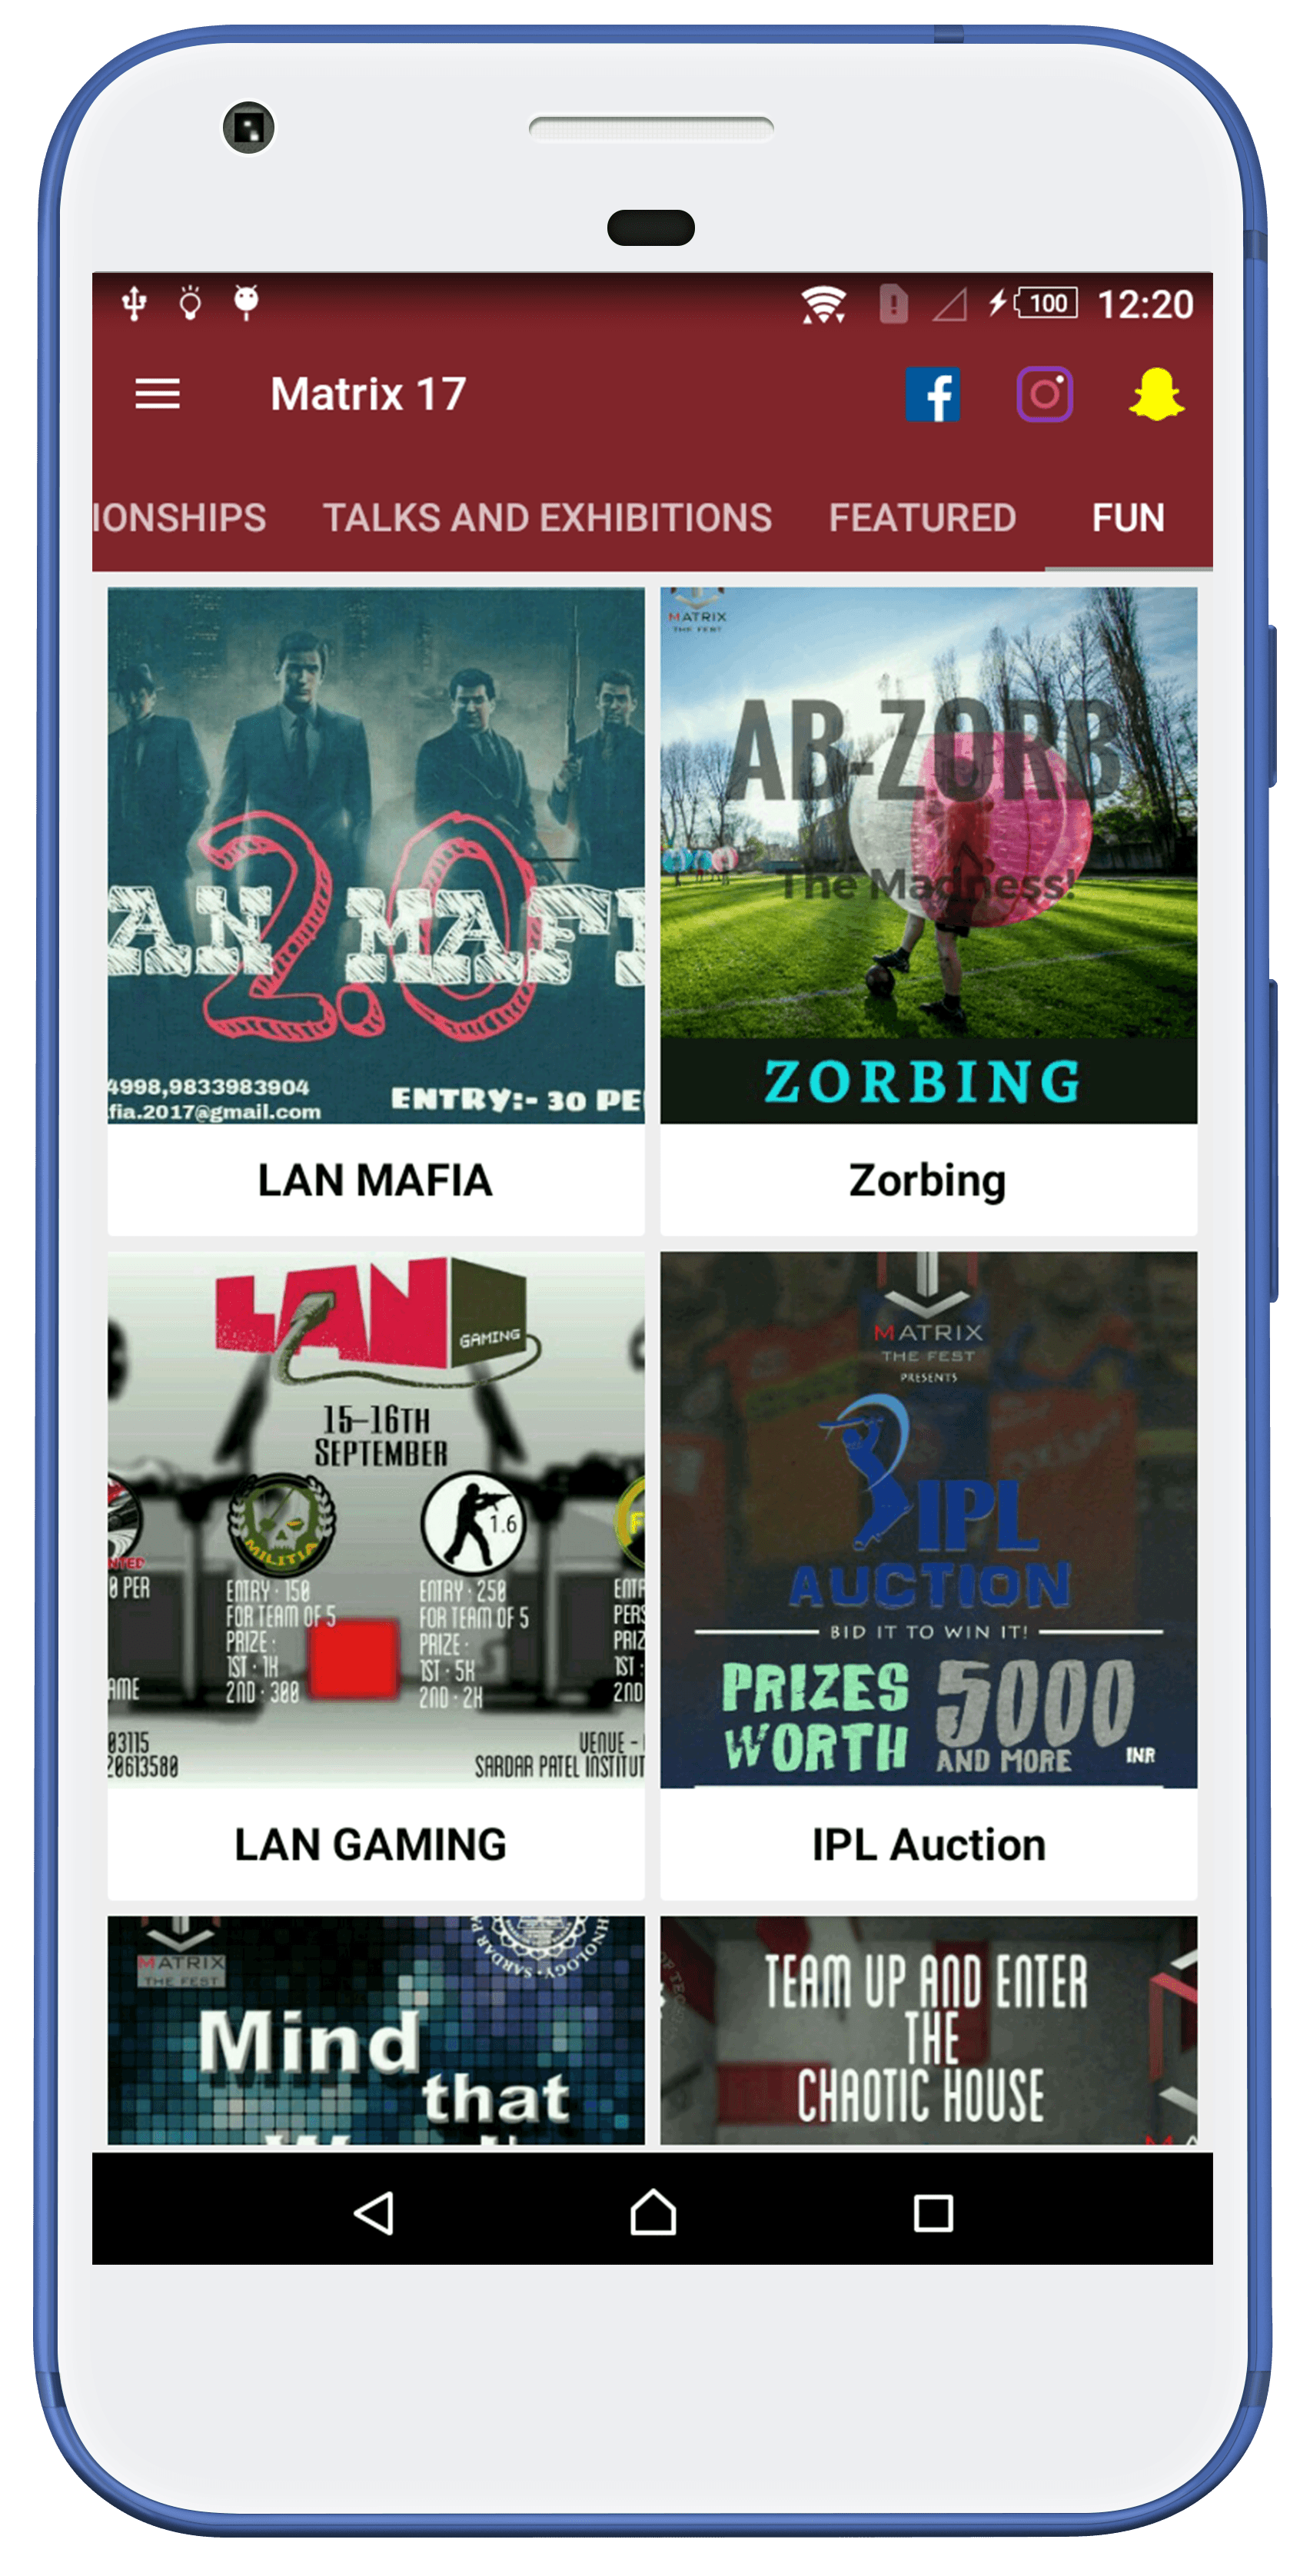 100 12:20
Matrix 17
IONSHIPS TALKS AND EXHIBITIONS FEATURED FUN
2.0
AN MAFI
4998,9833983904
fia.2017@gmail.com
ENTRY:- 30 PE
LAN MAFIA
MATRIX
THE FEST
AB-ZORB
The Madness!
ZORBING
Zorbing
LAN
GAMING
15-16TH
SEPTEMBER
MILITIA
1.6
NTED
0 PER
AME
ENTRY : 150
FOR TEAM OF 5
PRIZE :
1ST : 1K
2ND : 300
ENTRY : 250
FOR TEAM OF 5
PRIZE :
1ST : 5K
2ND : 2K
F
ENTR
PERS
PRIZ
1ST :
2ND
03115
20613580
VENUE -
SARDAR PATEL INSTITUT
LAN GAMING
MATRIX
THE FEST
PRESENTS
IPL
AUCTION
BID IT TO WIN IT!
PRIZES
WORTH
5000
AND MORE
INR
IPL Auction
MATRIX
THE FEST
HNOLOGY • SARDAR PA
Mind
that
TEAM UP AND ENTER
THE
CHAOTIC HOUSE